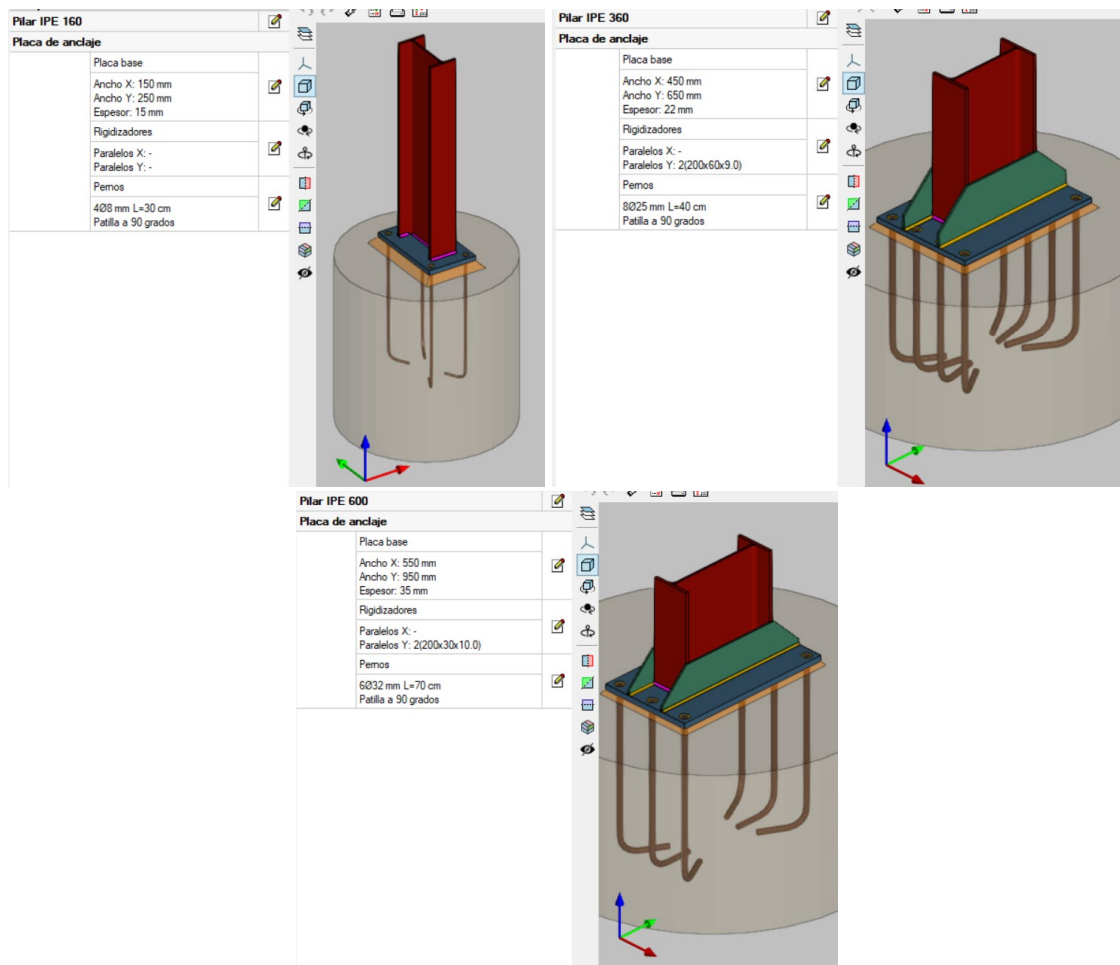 Pilar IPE 160
Placa de anclaje
Placa base
Ancho X: 150 mm
Ancho Y: 250 mm
Espesor: 15 mm
Rigidizadores
Paralelos X: -
Paralelos Y: -
Pernos
4Ø8 mm L=30 cm
Patilla a 90 grados
Pilar IPE 360
Placa de anclaje
Placa base
Ancho X: 450 mm
Ancho Y: 650 mm
Espesor: 22 mm
Rigidizadores
Paralelos X: -
Paralelos Y: 2(200x60x9.0)
Pernos
8Ø25 mm L=40 cm
Patilla a 90 grados
Pilar IPE 600
Placa de anclaje
Placa base
Ancho X: 550 mm
Ancho Y: 950 mm
Espesor: 35 mm
Rigidizadores
Paralelos X: -
Paralelos Y: 2(200x30x10.0)
Pernos
6Ø32 mm L=70 cm
Patilla a 90 grados